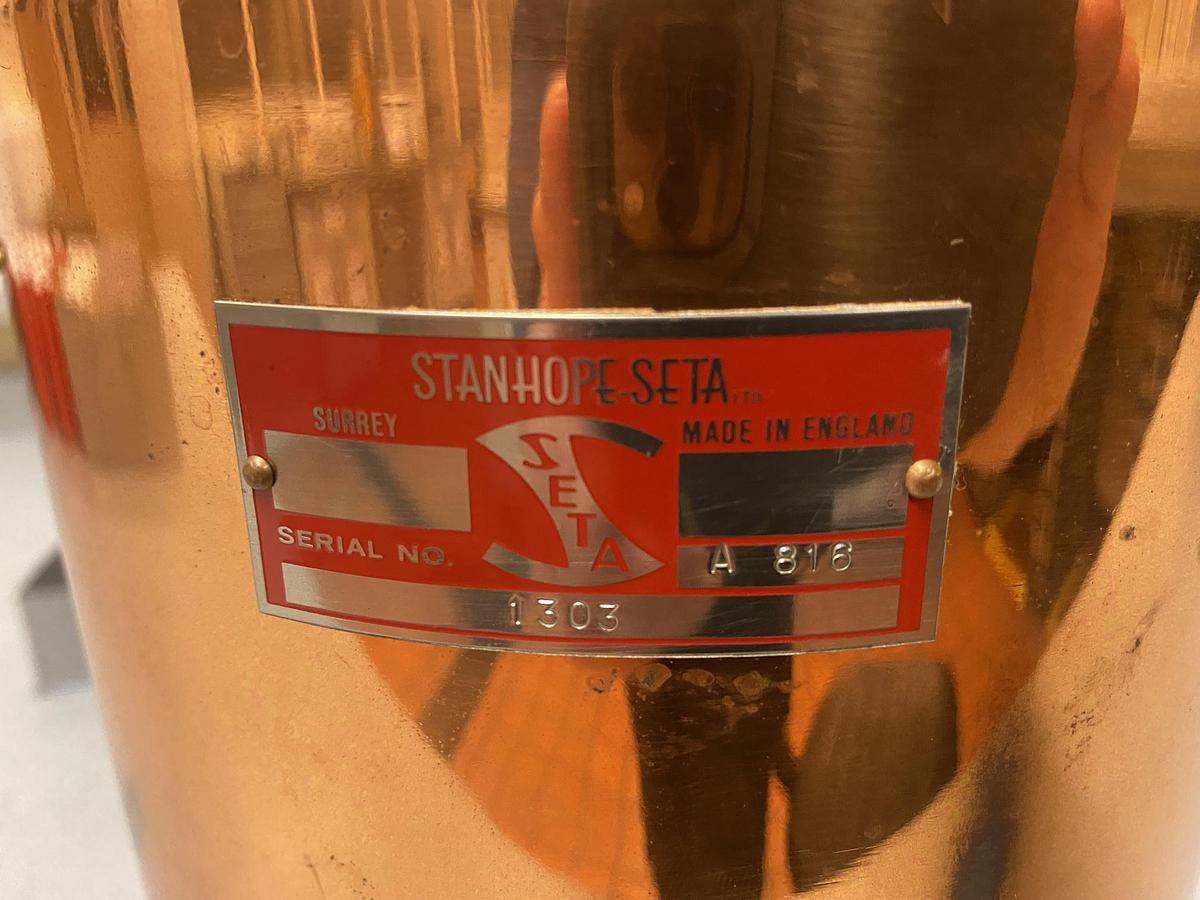 STANHOPE-SETA LTD
SURREY
MADE IN ENGLAND
SETA
SERIAL NO.
A 816
1303